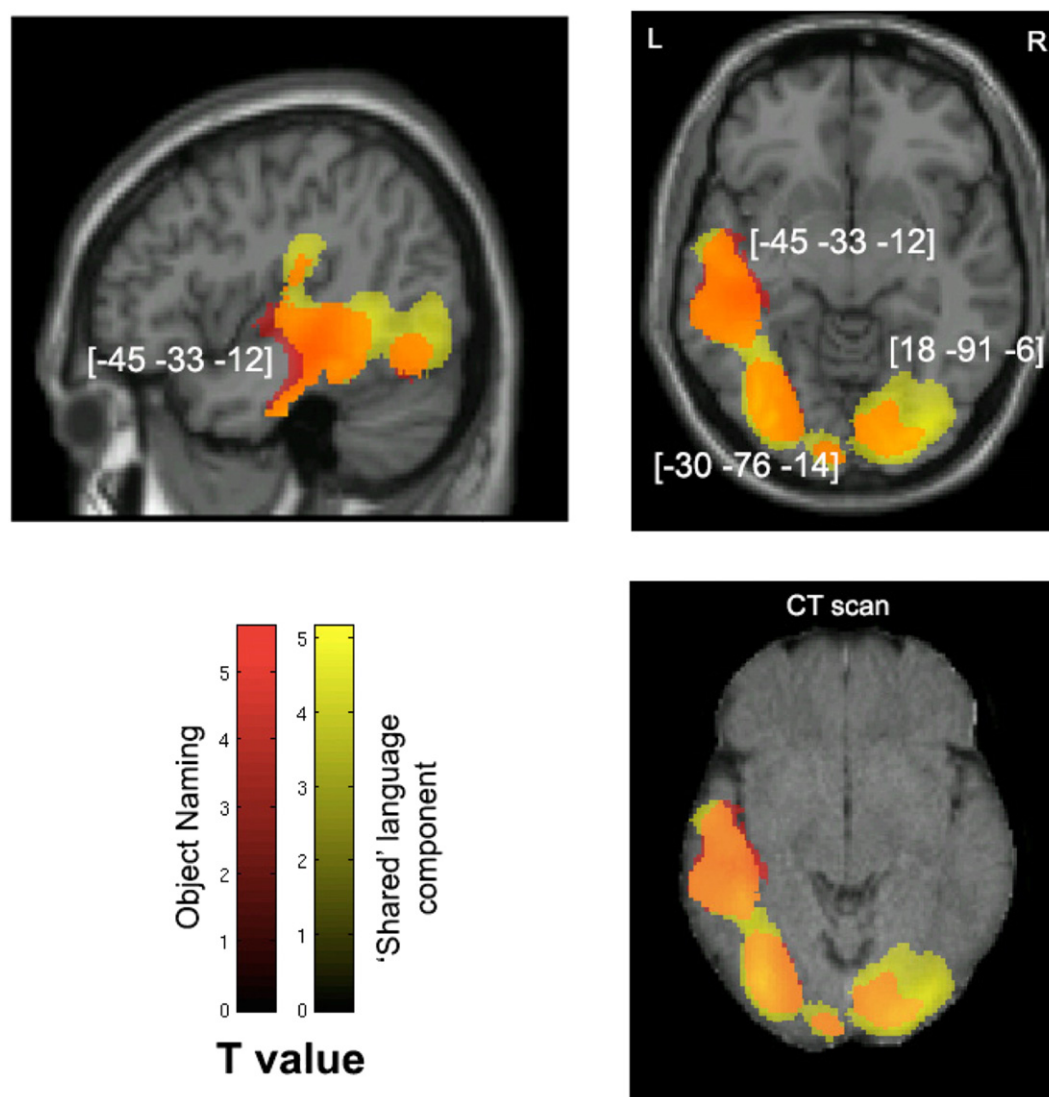 L
R
[-45 -33 -12]
[-45 -33 -12]
[18 -91 -6]
[-30 -76 -14]
CT scan
5
4
3
2
1
0
5
4
3
2
1
0
Object Naming
‘Shared’ language
component
T value